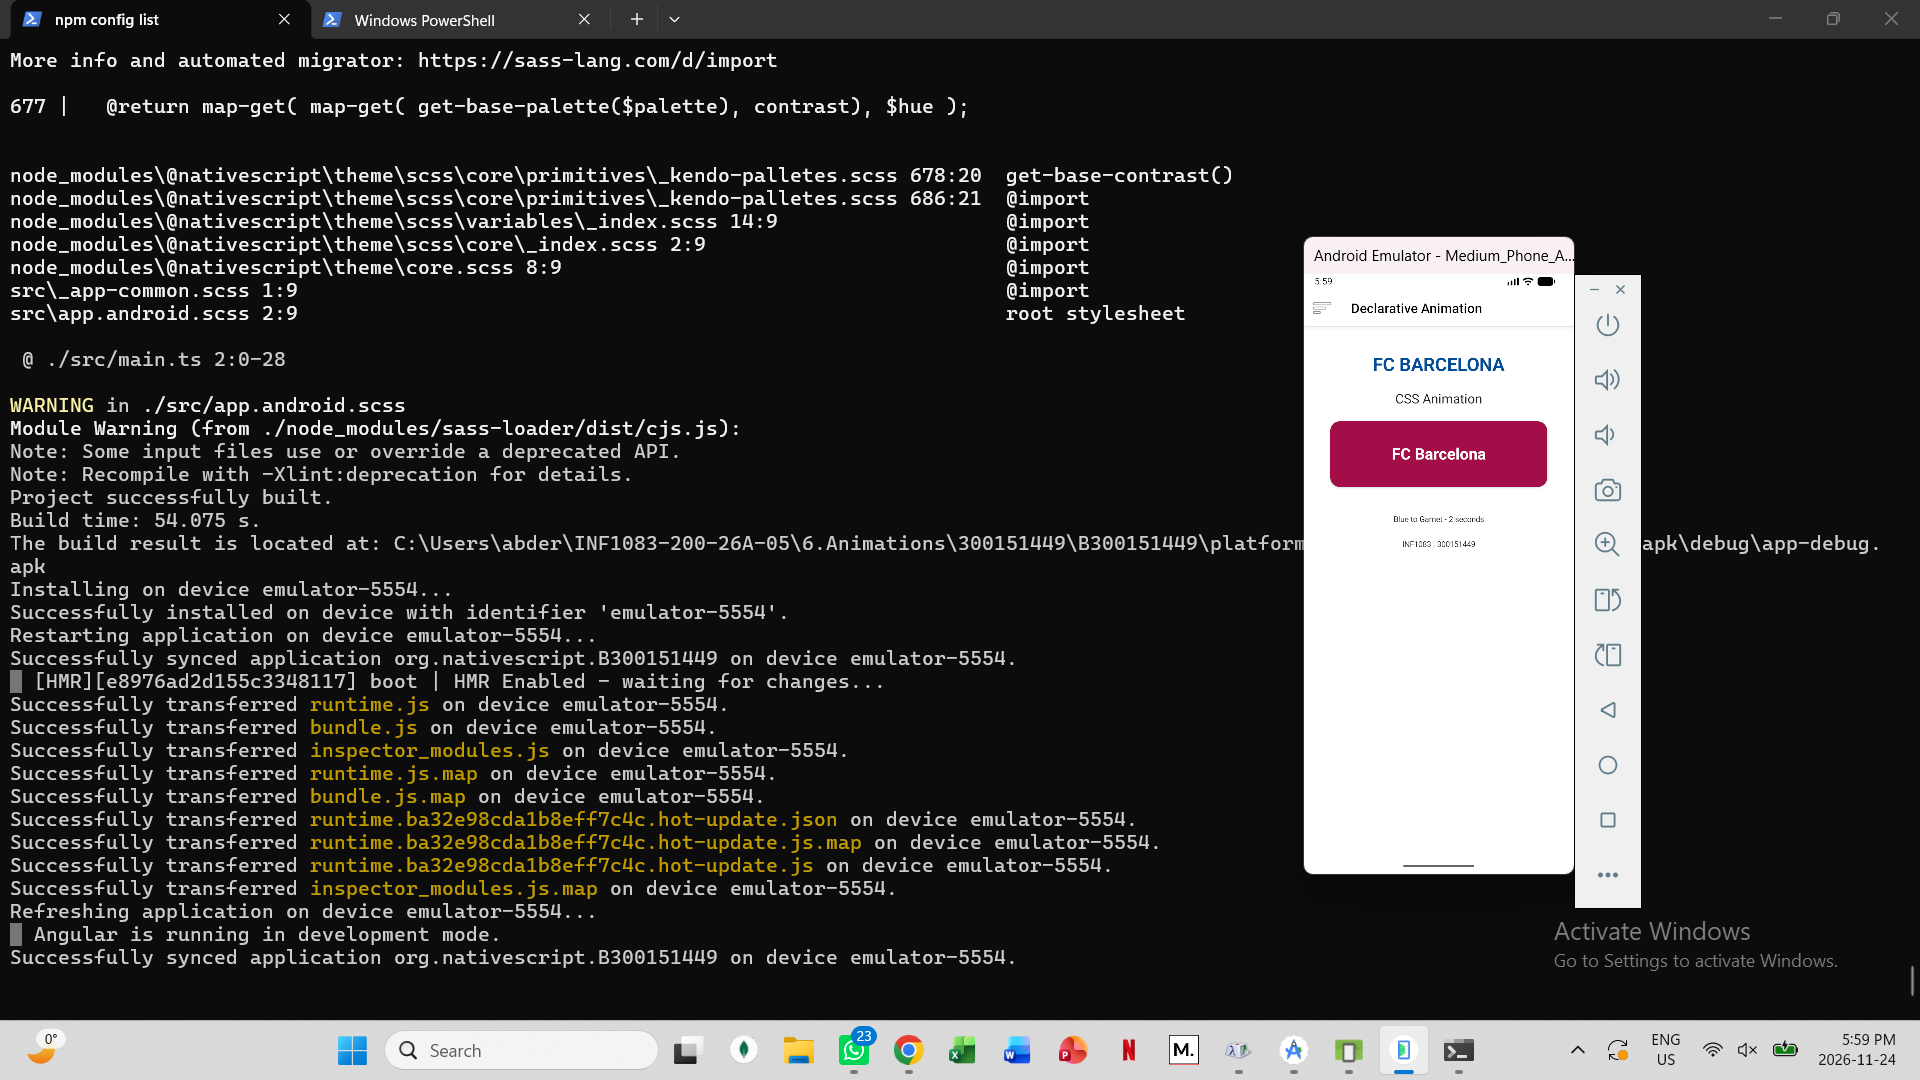 npm config list
Windows PowerShell
More info and automated migrator: https://sass-lang.com/d/import
677 |   @return map-get( map-get( get-base-palette($palette), contrast), $hue );
node_modules\@nativescript\theme\scss\core\primitives\_kendo-palletes.scss 678:20  get-base-contrast()
node_modules\@nativescript\theme\scss\core\primitives\_kendo-palletes.scss 686:21  @import
node_modules\@nativescript\theme\scss\variables\_index.scss 14:9  @import
node_modules\@nativescript\theme\scss\core\_index.scss 2:9  @import
node_modules\@nativescript\theme\core.scss 8:9  @import
src\_app-common.scss 1:9  @import
src\app.android.scss 2:9  root stylesheet
@ ./src/main.ts 2:0-28
WARNING in ./src/app.android.scss
Module Warning (from ./node_modules/sass-loader/dist/cjs.js):
Note: Some input files use or override a deprecated API.
Note: Recompile with -Xlint:deprecation for details.
Project successfully built.
Build time: 54.075 s.
The build result is located at: C:\Users\abder\INF1083-200-26A-05\6.Animations\300151449\B300151449\platform apk\debug\app-debug.
apk
Installing on device emulator-5554...
Successfully installed on device with identifier 'emulator-5554'.
Restarting application on device emulator-5554...
Successfully synced application org.nativescript.B300151449 on device emulator-5554.
[HMR][e8976ad2d155c3348117] boot | HMR Enabled - waiting for changes...
Successfully transferred runtime.js on device emulator-5554.
Successfully transferred bundle.js on device emulator-5554.
Successfully transferred inspector_modules.js on device emulator-5554.
Successfully transferred runtime.js.map on device emulator-5554.
Successfully transferred bundle.js.map on device emulator-5554.
Successfully transferred runtime.ba32e98cda1b8eff7c4c.hot-update.json on device emulator-5554.
Successfully transferred runtime.ba32e98cda1b8eff7c4c.hot-update.js.map on device emulator-5554.
Successfully transferred runtime.ba32e98cda1b8eff7c4c.hot-update.js on device emulator-5554.
Successfully transferred inspector_modules.js.map on device emulator-5554.
Refreshing application on device emulator-5554...
Angular is running in development mode.
Successfully synced application org.nativescript.B300151449 on device emulator-5554.
Android Emulator - Medium_Phone_A...
5:59
Declarative Animation
FC BARCELONA
CSS Animation
FC Barcelona
Blue to Garnet - 2 seconds
INF1083 | 300151449
Activate Windows
Go to Settings to activate Windows.
0°
Search
23
M.
ENG
US
5:59 PM
2026-11-24